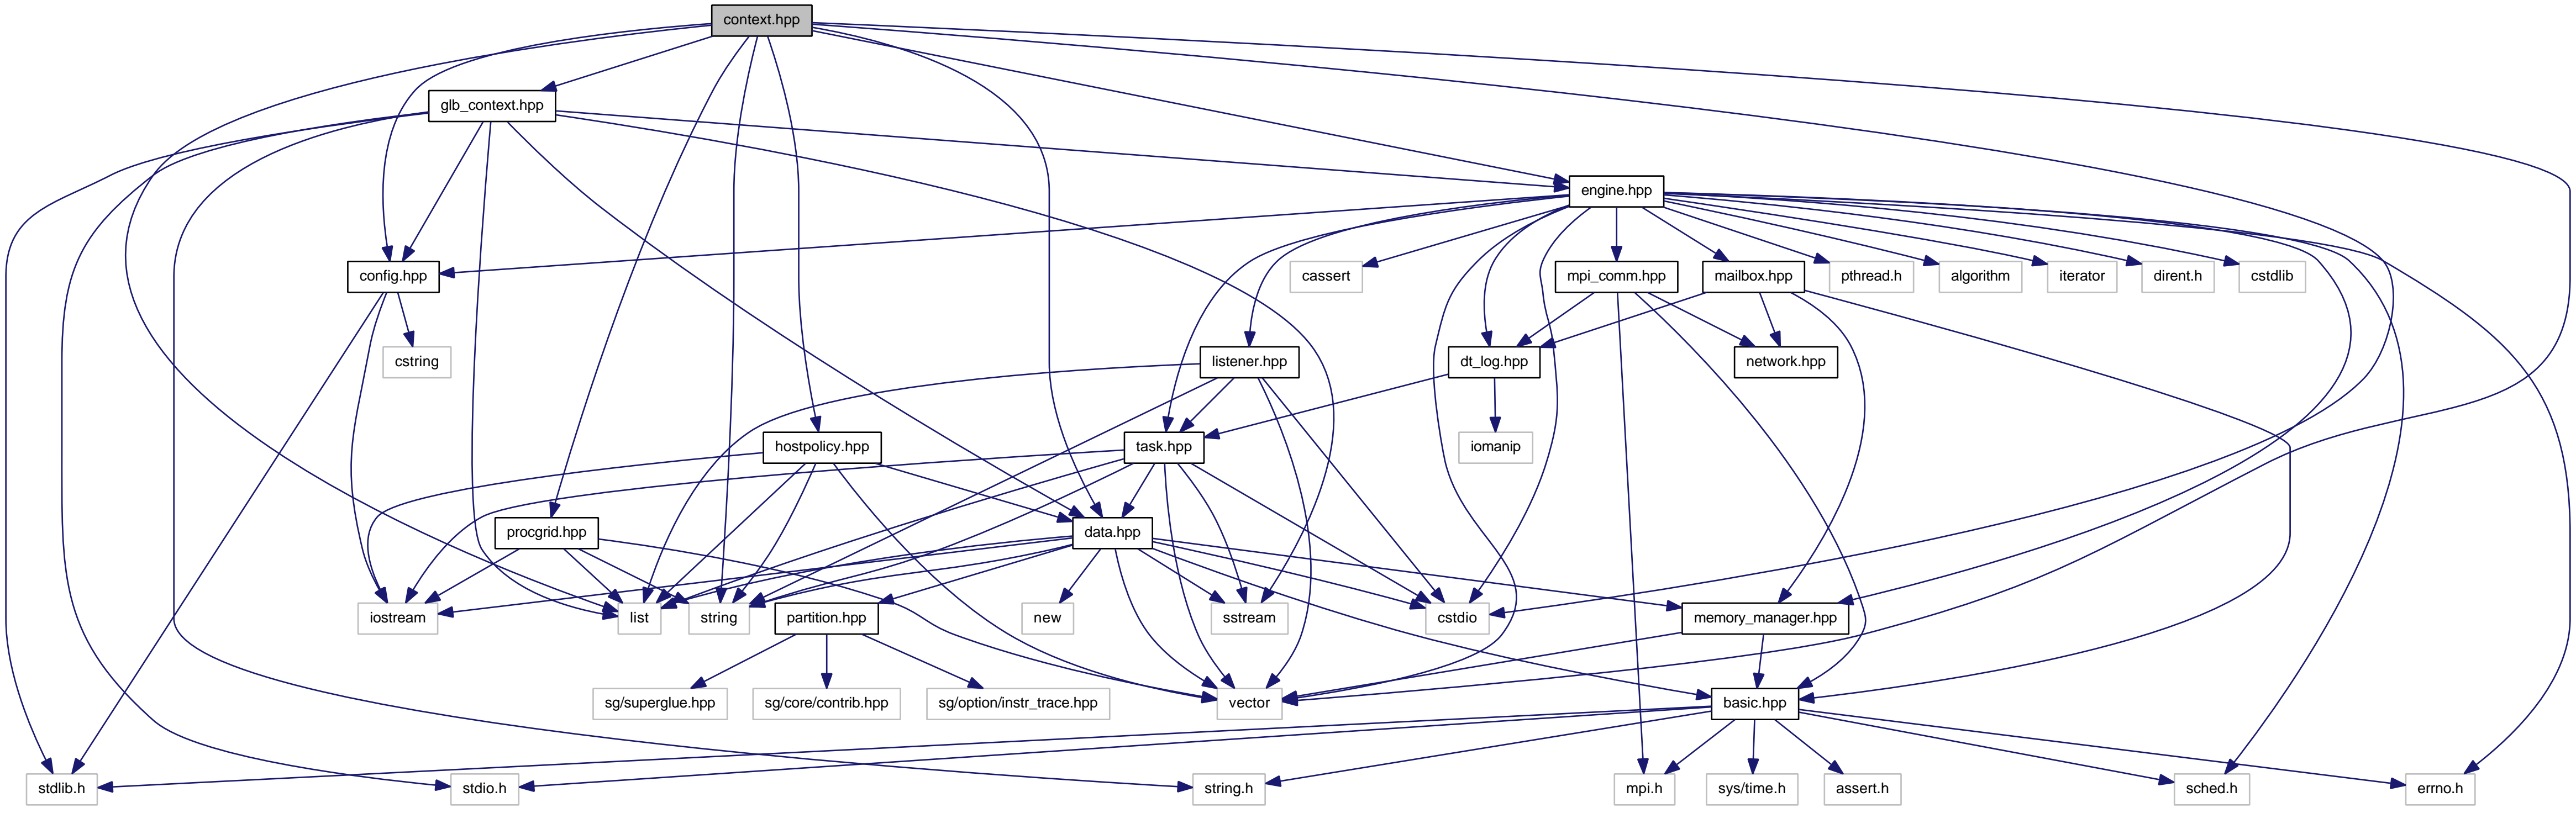 context.hpp
glb_context.hpp
engine.hpp
config.hpp
cassert
mpi_comm.hpp
mailbox.hpp
pthread.h
algorithm
iterator
dirent.h
cstdlib
cstring
listener.hpp
dt_log.hpp
network.hpp
hostpolicy.hpp
task.hpp
iomanip
procgrid.hpp
data.hpp
iostream
list
string
partition.hpp
new
sstream
cstdio
memory_manager.hpp
sg/superglue.hpp
sg/core/contrib.hpp
sg/option/instr_trace.hpp
vector
basic.hpp
stdlib.h
stdio.h
string.h
mpi.h
sys/time.h
assert.h
sched.h
errno.h